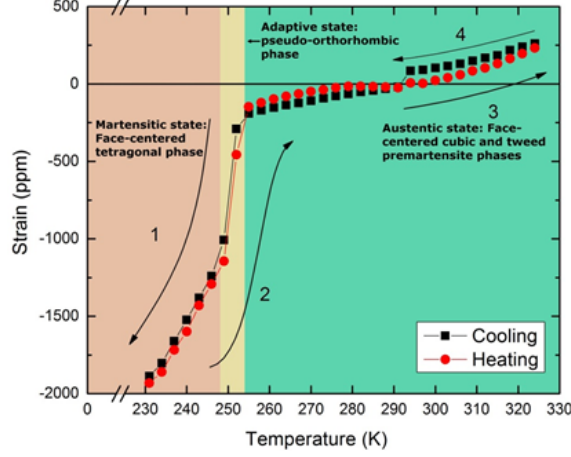 500
0
-500
-1000
-1500
-2000
Strain (ppm)
Adaptive state:
pseudo-orthorhombic
phase
4
3
Martensitic state:
Face-centered
tetragonal phase
Austentic state: Face-
centered cubic and tweed
premartensite phases
1
2
Cooling
Heating
0 230 240 250 260 270 280 290 300 310 320 330
Temperature (K)